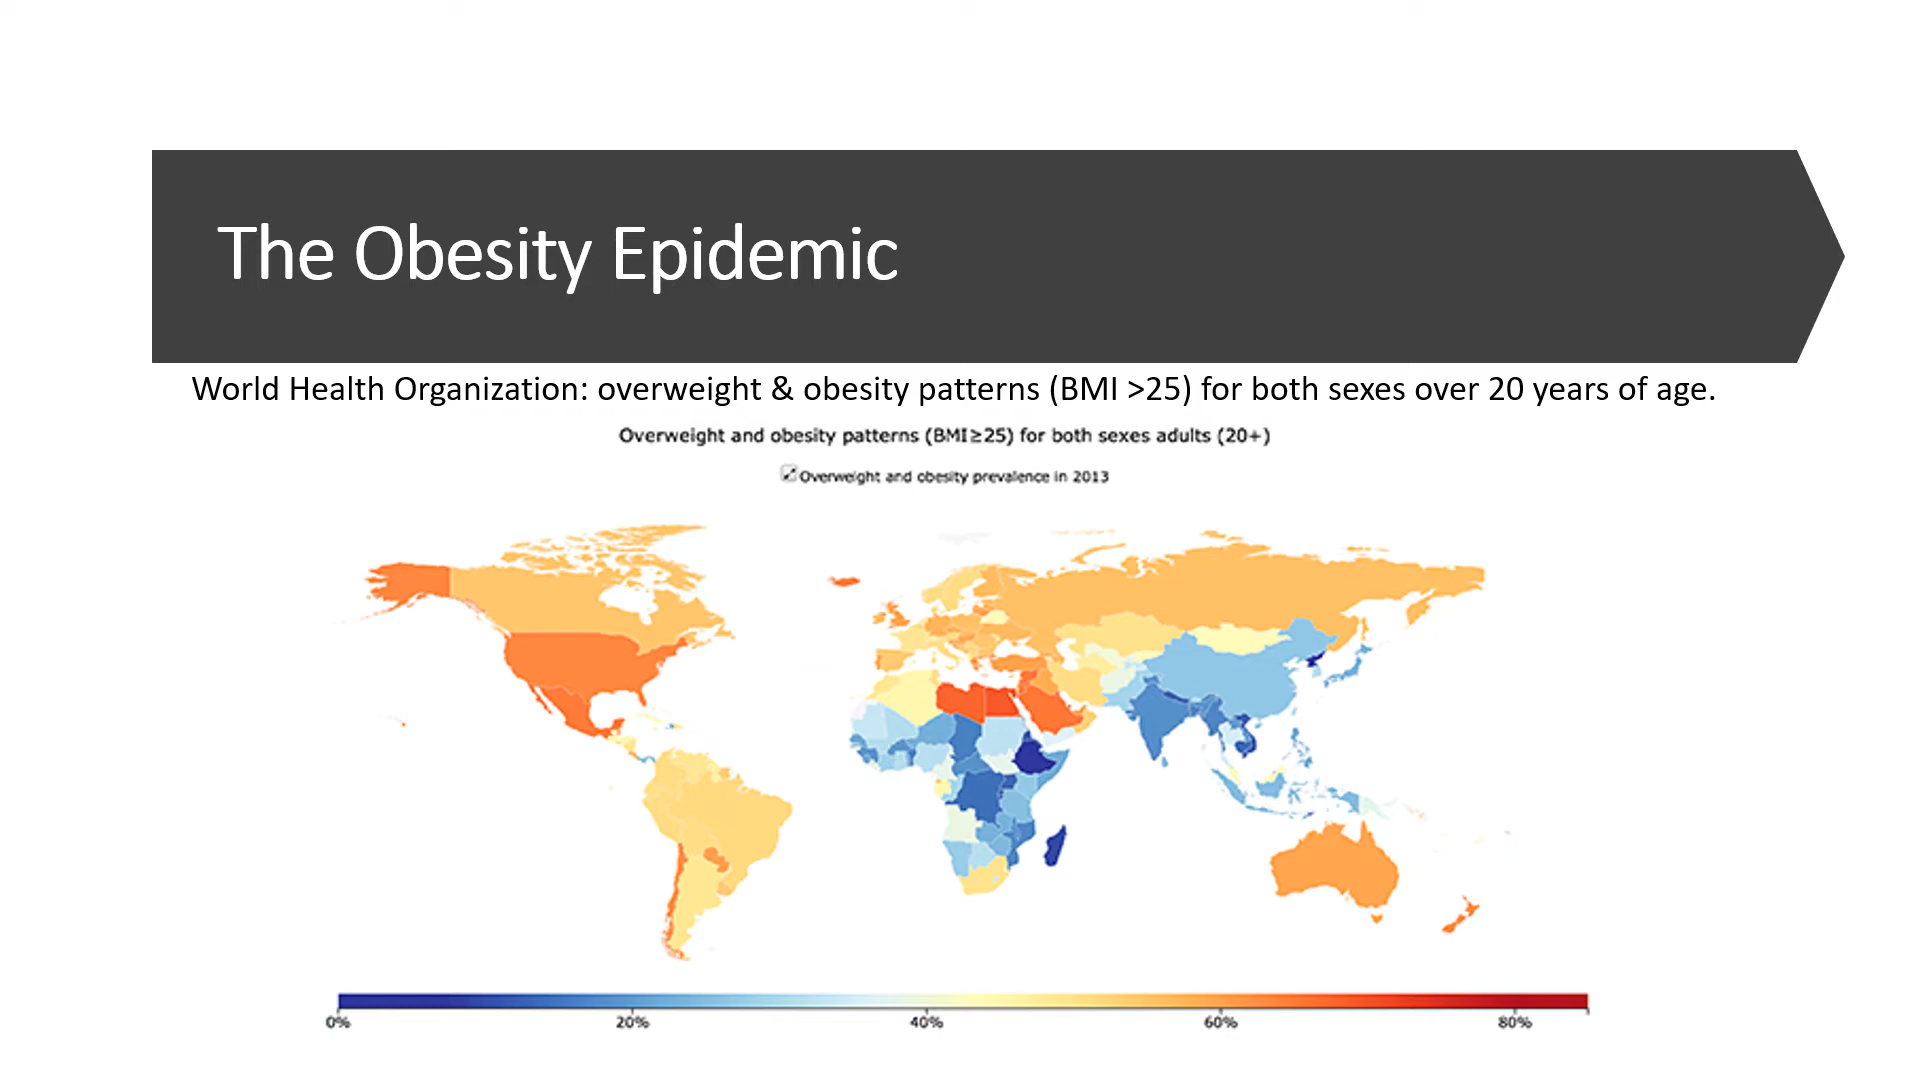 The Obesity Epidemic
World Health Organization: overweight & obesity patterns (BMI >25) for both sexes over 20 years of age.
Overweight and obesity patterns (BMI≥25) for both sexes adults (20+)
Overweight and obesity prevalence in 2013
0% 20% 40% 60% 80%